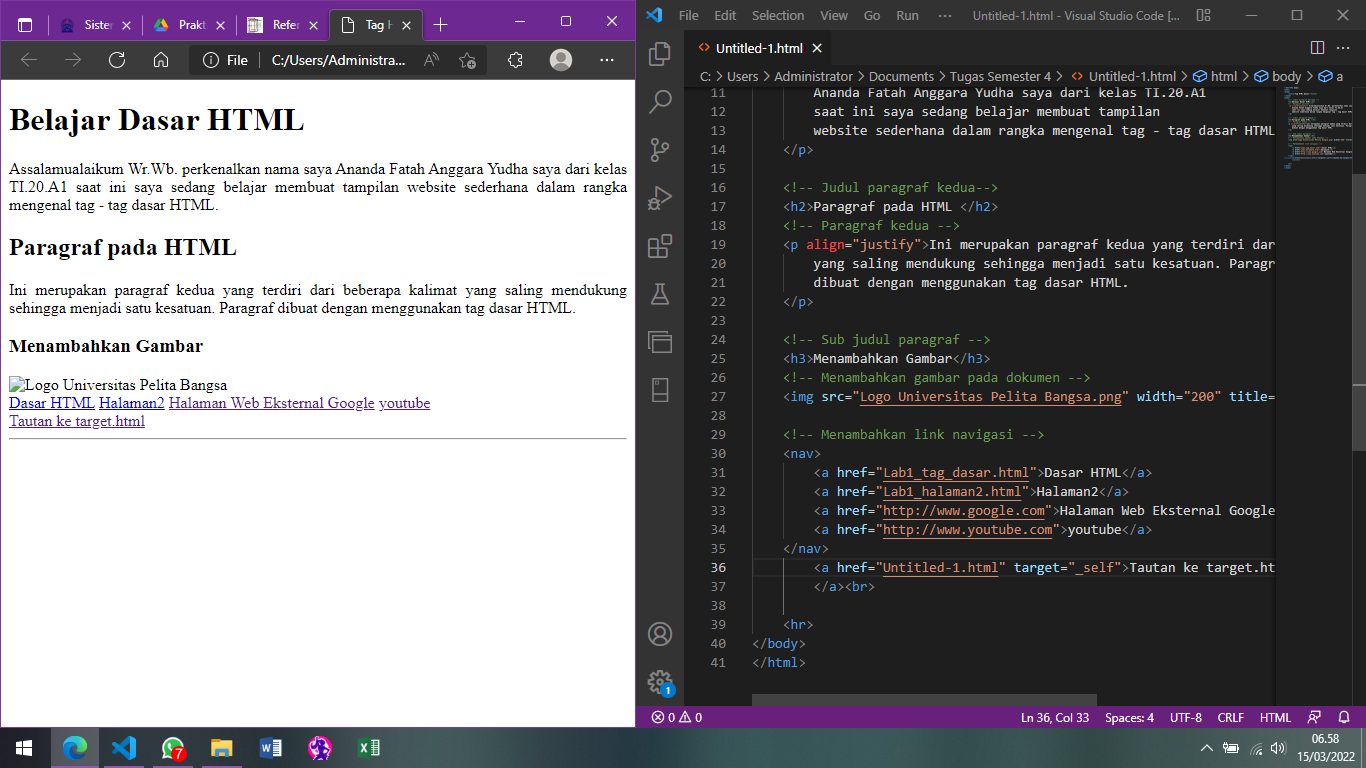 Sister
Prakt
Refer
Tag H
File
C:/Users/Administra...
Belajar Dasar HTML
Assalamualaikum Wr.Wb. perkenalkan nama saya Ananda Fatah Anggara Yudha saya dari kelas
TI.20.A1 saat ini saya sedang belajar membuat tampilan website sederhana dalam rangka
mengenal tag - tag dasar HTML.
Paragraf pada HTML
Ini merupakan paragraf kedua yang terdiri dari beberapa kalimat yang saling mendukung
sehingga menjadi satu kesatuan. Paragraf dibuat dengan menggunakan tag dasar HTML.
Menambahkan Gambar
Logo Universitas Pelita Bangsa
Dasar HTML Halaman2 Halaman Web Eksternal Google youtube
Tautan ke target.html
File Edit Selection View Go Run ··· Untitled-1.html - Visual Studio Code [...
Untitled-1.html
C: > Users > Administrator > Documents > Tugas Semester 4 > Untitled-1.html > html > body > a
11 Ananda Fatah Anggara Yudha saya dari kelas TI.20.A1
12 saat ini saya sedang belajar membuat tampilan
13 website sederhana dalam rangka mengenal tag - tag dasar HTML
14 </p>
15
16 <!-- Judul paragraf kedua-->
17 <h2>Paragraf pada HTML </h2>
18 <!-- Paragraf kedua -->
19 <p align="justify">Ini merupakan paragraf kedua yang terdiri dar
20 yang saling mendukung sehingga menjadi satu kesatuan. Paragr
21 dibuat dengan menggunakan tag dasar HTML.
22 </p>
23
24 <!-- Sub judul paragraf -->
25 <h3>Menambahkan Gambar</h3>
26 <!-- Menambahkan gambar pada dokumen -->
27 <img src="Logo Universitas Pelita Bangsa.png" width="200" title=
28
29 <!-- Menambahkan link navigasi -->
30 <nav>
31 <a href="Lab1_tag_dasar.html">Dasar HTML</a>
32 <a href="Lab1_halaman2.html">Halaman2</a>
33 <a href="http://www.google.com">Halaman Web Eksternal Google
34 <a href="http://www.youtube.com">youtube</a>
35 </nav>
36 <a href="Untitled-1.html" target="_self">Tautan ke target.ht
37 </a><br>
38
39 <hr>
40 </body>
41 </html>
1
0 0
Ln 36, Col 33 Spaces: 4 UTF-8 CRLF HTML
7
06.58
15/03/2022